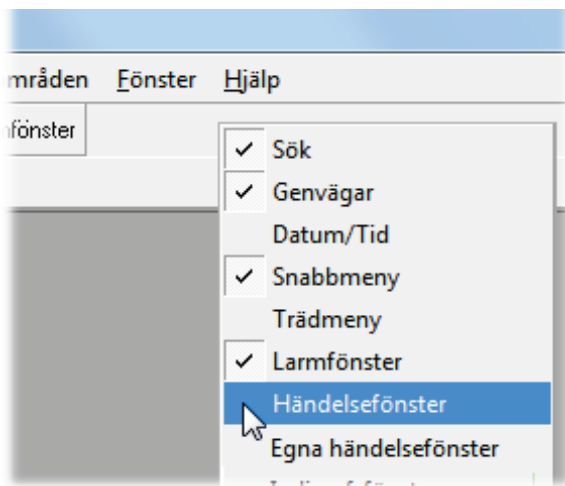 mråden Fönster Hjälp
fönster
Sök
Genvägar
Datum/Tid
Snabbmeny
Trädmeny
Larmfönster
Händelsefönster
Egna händelsefönster